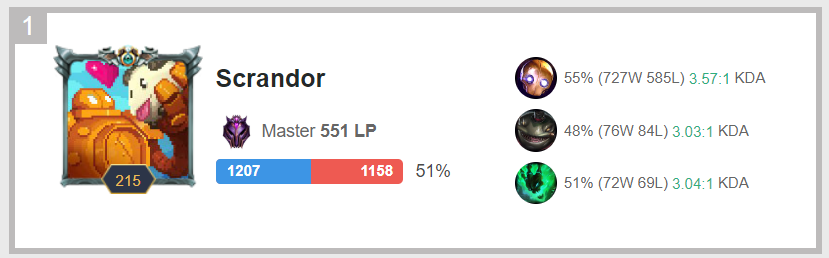 1
Scrandor
Master 551 LP
1207 1158 51%
215
55% (727W 585L) 3.57:1 KDA
48% (76W 84L) 3.03:1 KDA
51% (72W 69L) 3.04:1 KDA